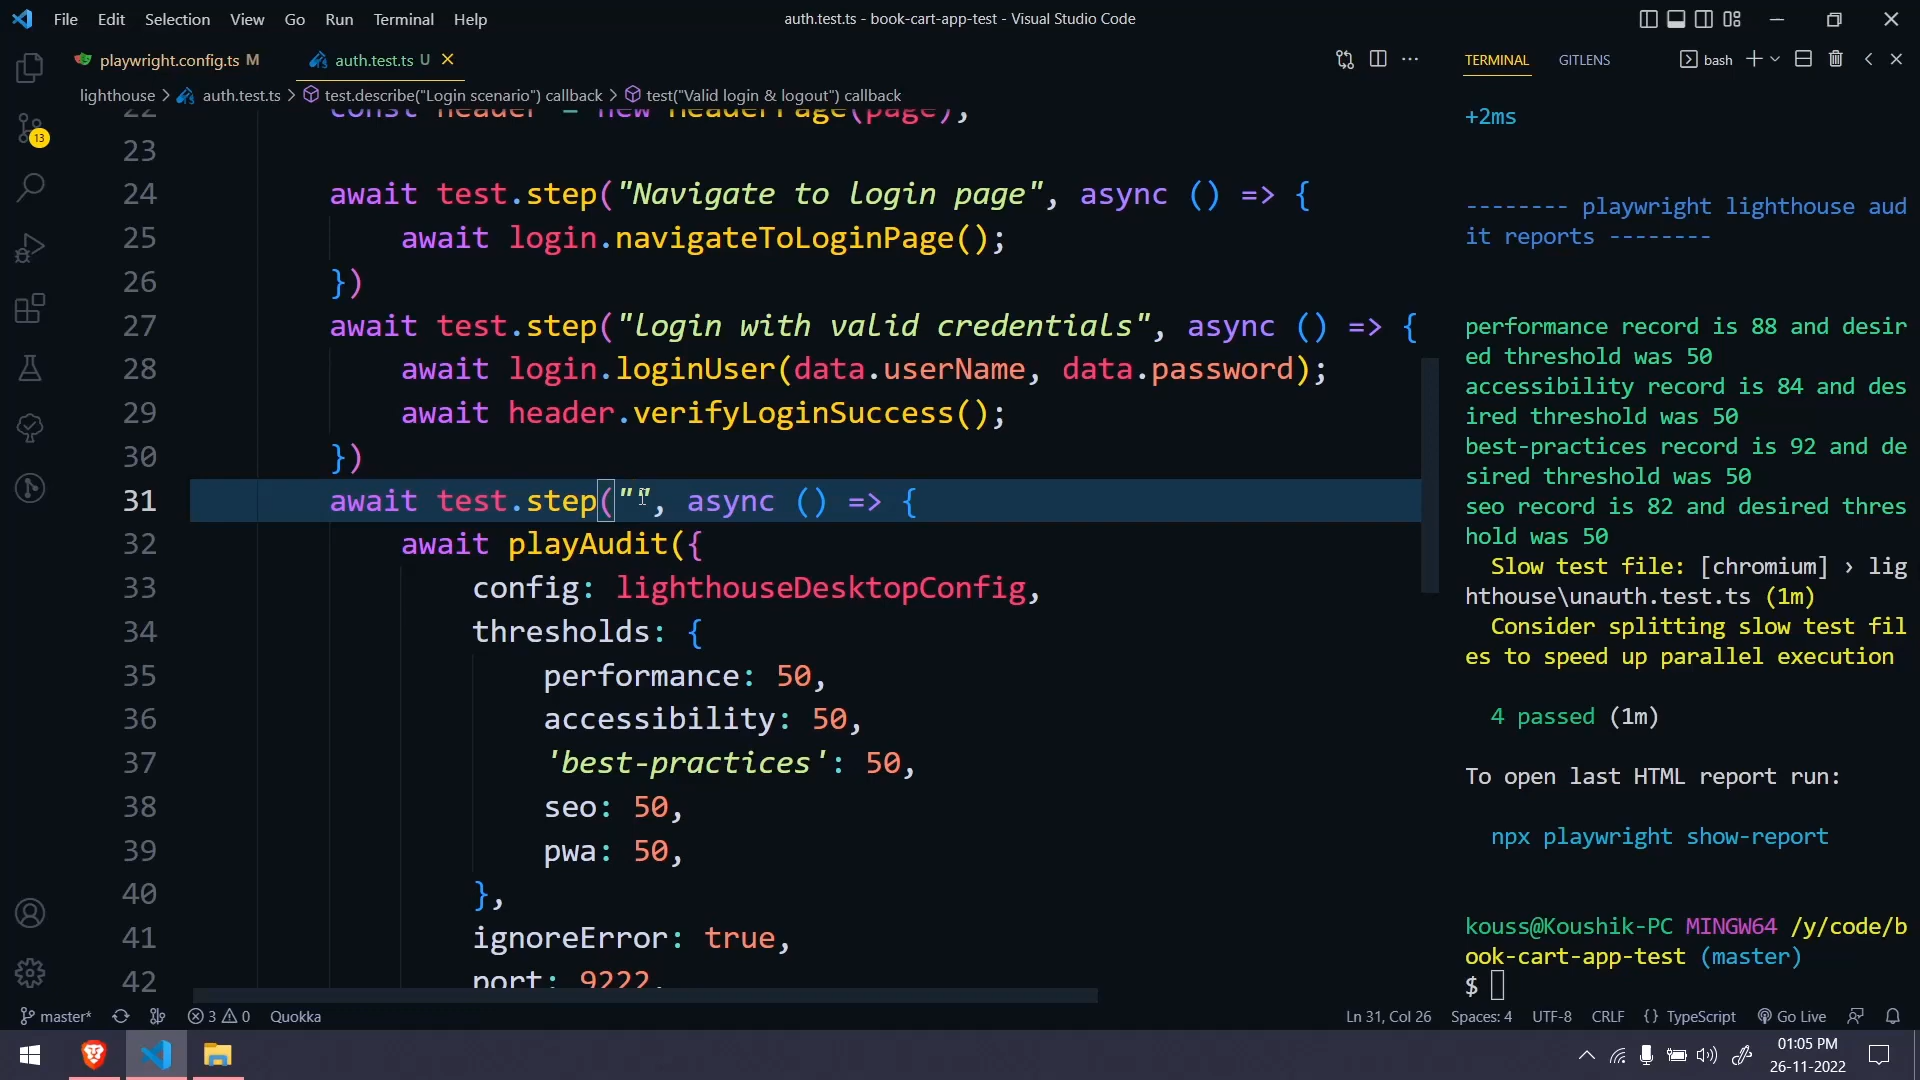 File Edit Selection View Go Run Terminal Help
auth.test.ts - book-cart-app-test - Visual Studio Code
playwright.config.ts M
auth.test.ts U
lighthouse > auth.test.ts > test.describe("Login scenario") callback > test("Valid login & logout") callback
22 const header = new HeaderPage(page);
23
24 await test.step("Navigate to login page", async () => {
25 await login.navigateToLoginPage();
26 })
27 await test.step("login with valid credentials", async () => {
28 await login.loginUser(data.userName, data.password);
29 await header.verifyLoginSuccess();
30 })
31 await test.step("", async () => {
32 await playAudit({
33 config: lighthouseDesktopConfig,
34 thresholds: {
35 performance: 50,
36 accessibility: 50,
37 'best-practices': 50,
38 seo: 50,
39 pwa: 50,
40 },
41 ignoreError: true,
42 port: 9222,
13
TERMINAL GITLENS bash
+2ms
-------- playwright lighthouse aud
it reports --------
performance record is 88 and desir
ed threshold was 50
accessibility record is 84 and des
ired threshold was 50
best-practices record is 92 and de
sired threshold was 50
seo record is 82 and desired thres
hold was 50
Slow test file: [chromium] › lig
hthouse\unauth.test.ts (1m)
Consider splitting slow test fil
es to speed up parallel execution
4 passed (1m)
To open last HTML report run:
npx playwright show-report
kouss@Koushik-PC MINGW64 /y/code/b
ook-cart-app-test (master)
$
master* 3 0 Quokka
Ln 31, Col 26 Spaces: 4 UTF-8 CRLF {} TypeScript Go Live
01:05 PM
26-11-2022